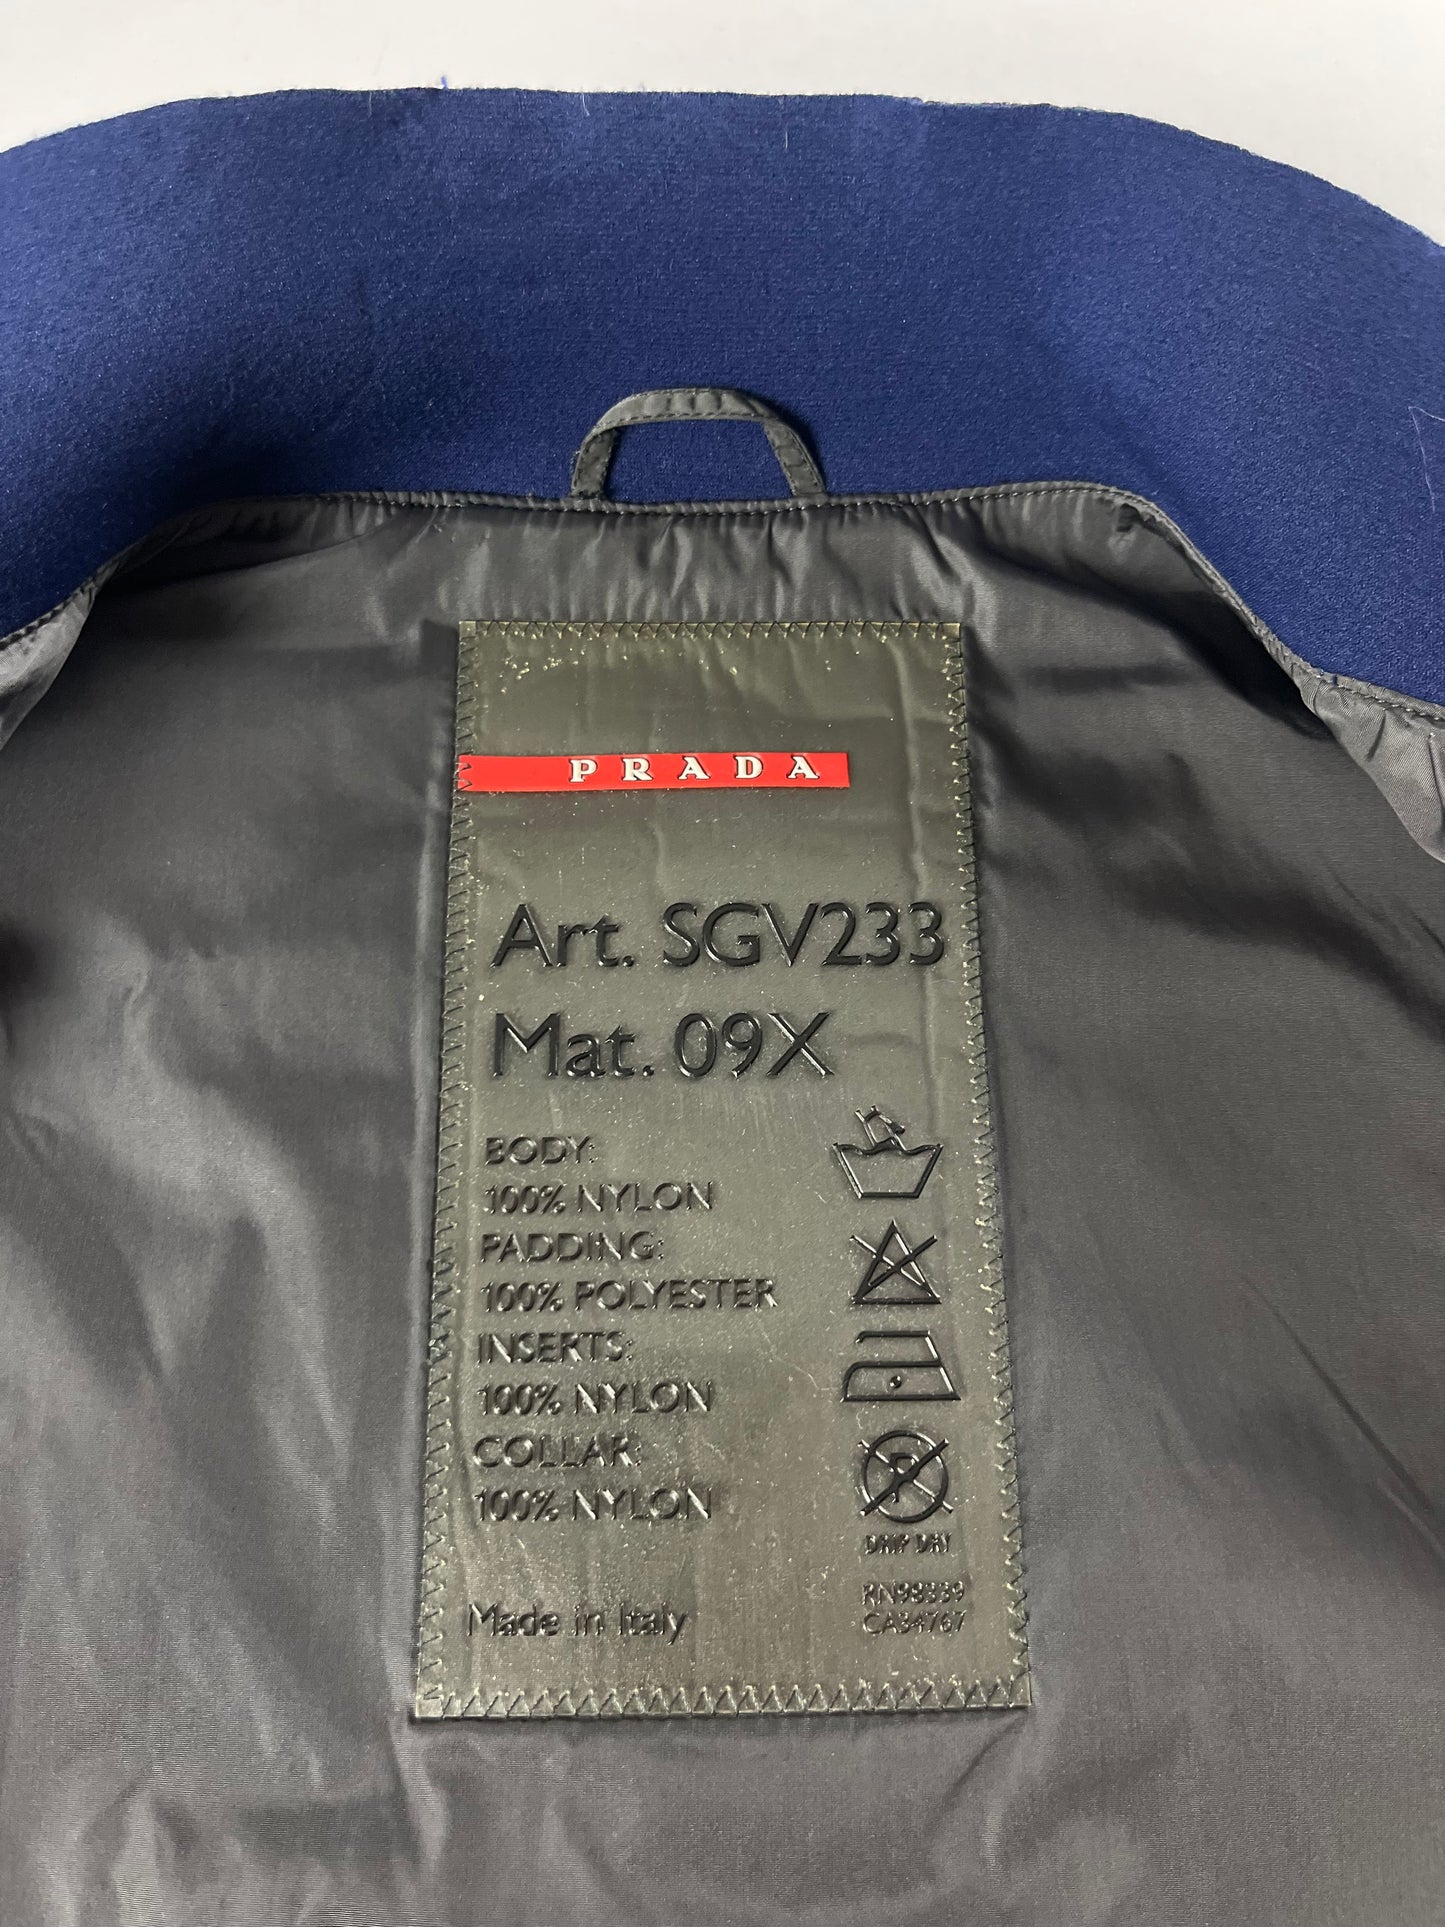 PRADA
Art. SGV233
Mat. 09X
BODY:
100% NYLON
PADDING:
100% POLYESTER
INSERTS:
100% NYLON
COLLAR:
100% NYLON
P
DRIP DRY
Made in Italy
RN98339
CA34767